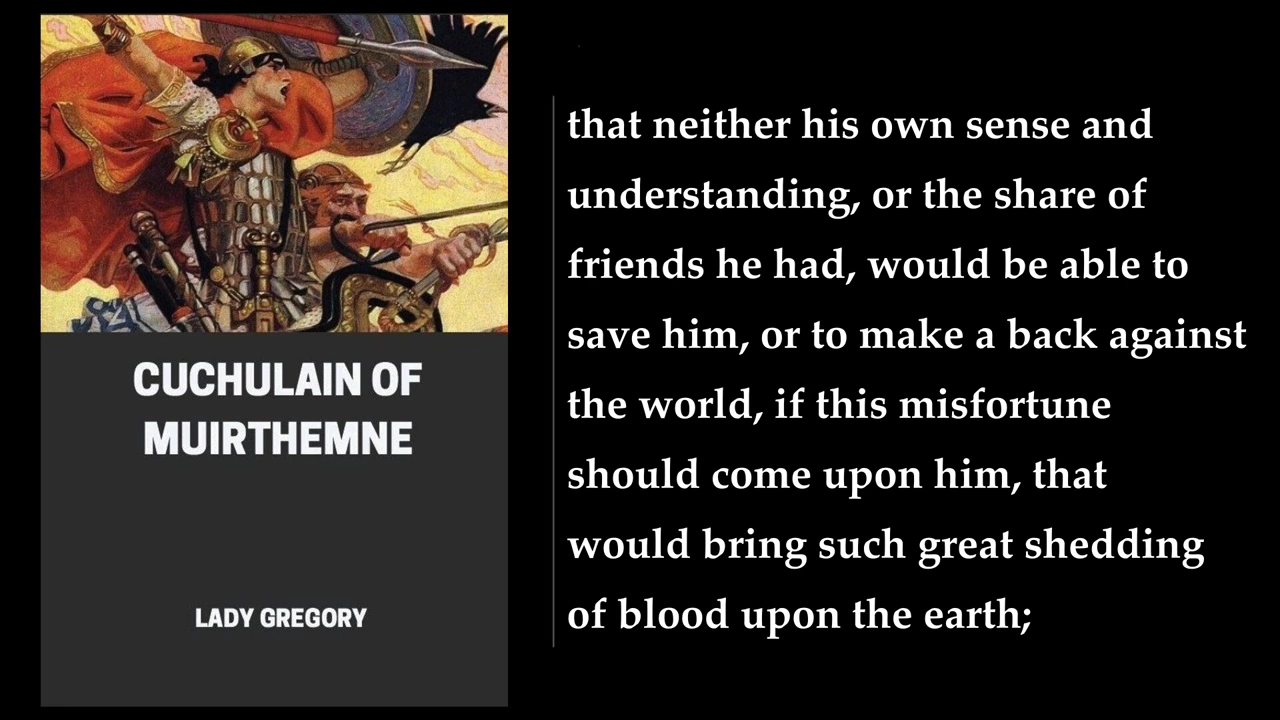 CUCHULAIN OF
MUIRTHEMNE
LADY GREGORY
that neither his own sense and
understanding, or the share of
friends he had, would be able to
save him, or to make a back against
the world, if this misfortune
should come upon him, that
would bring such great shedding
of blood upon the earth;